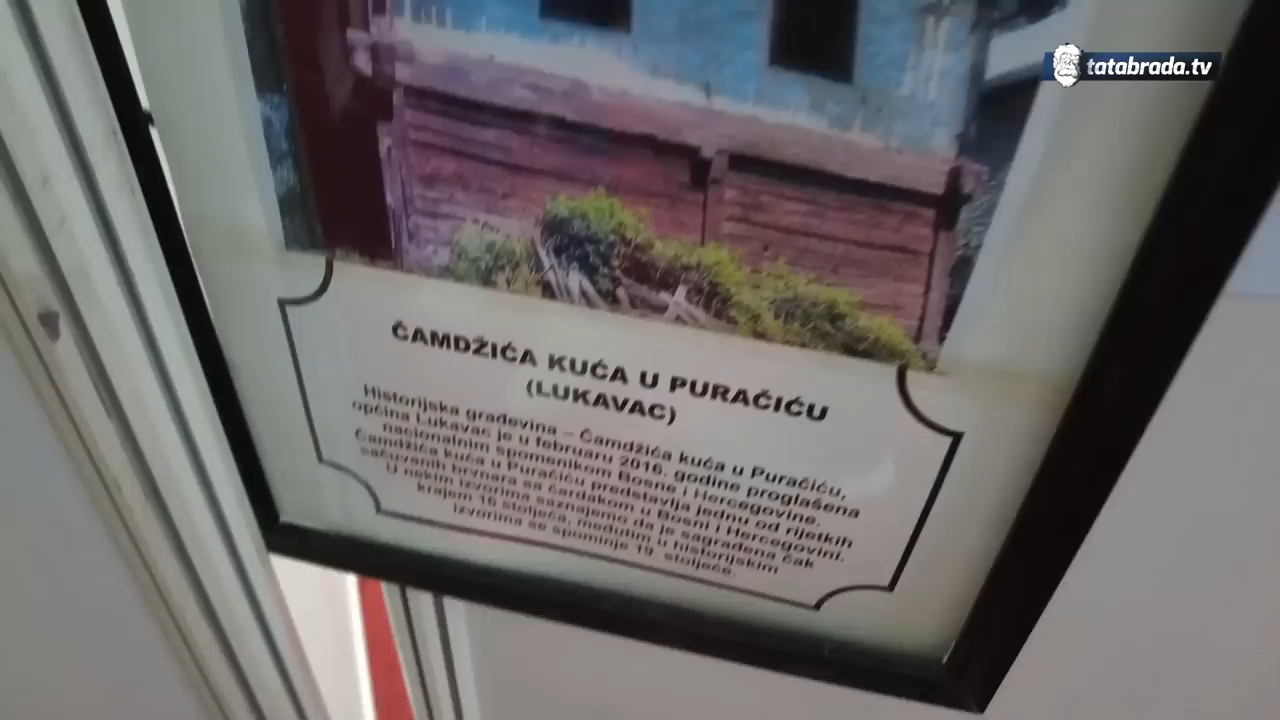 tatabrada.tv
ČAMDŽIĆA KUĆA U PURAČIĆU
(LUKAVAC)
Historijska građevina – Čamdžića kuća u Puračiću,
općina Lukavac je u februaru 2016. godine proglašena
nacionalnim spomenikom Bosne i Hercegovine.
Čamdžića kuća u Puračiću predstavlja jednu od rijetkih
sačuvanih brvnara sa čardakom u Bosni i Hercegovini.
U nekim izvorima saznajemo da je sagrađena čak
krajem 16 stoljeća, međutim u historijskim
izvorima se spominje 19. stoljeće.